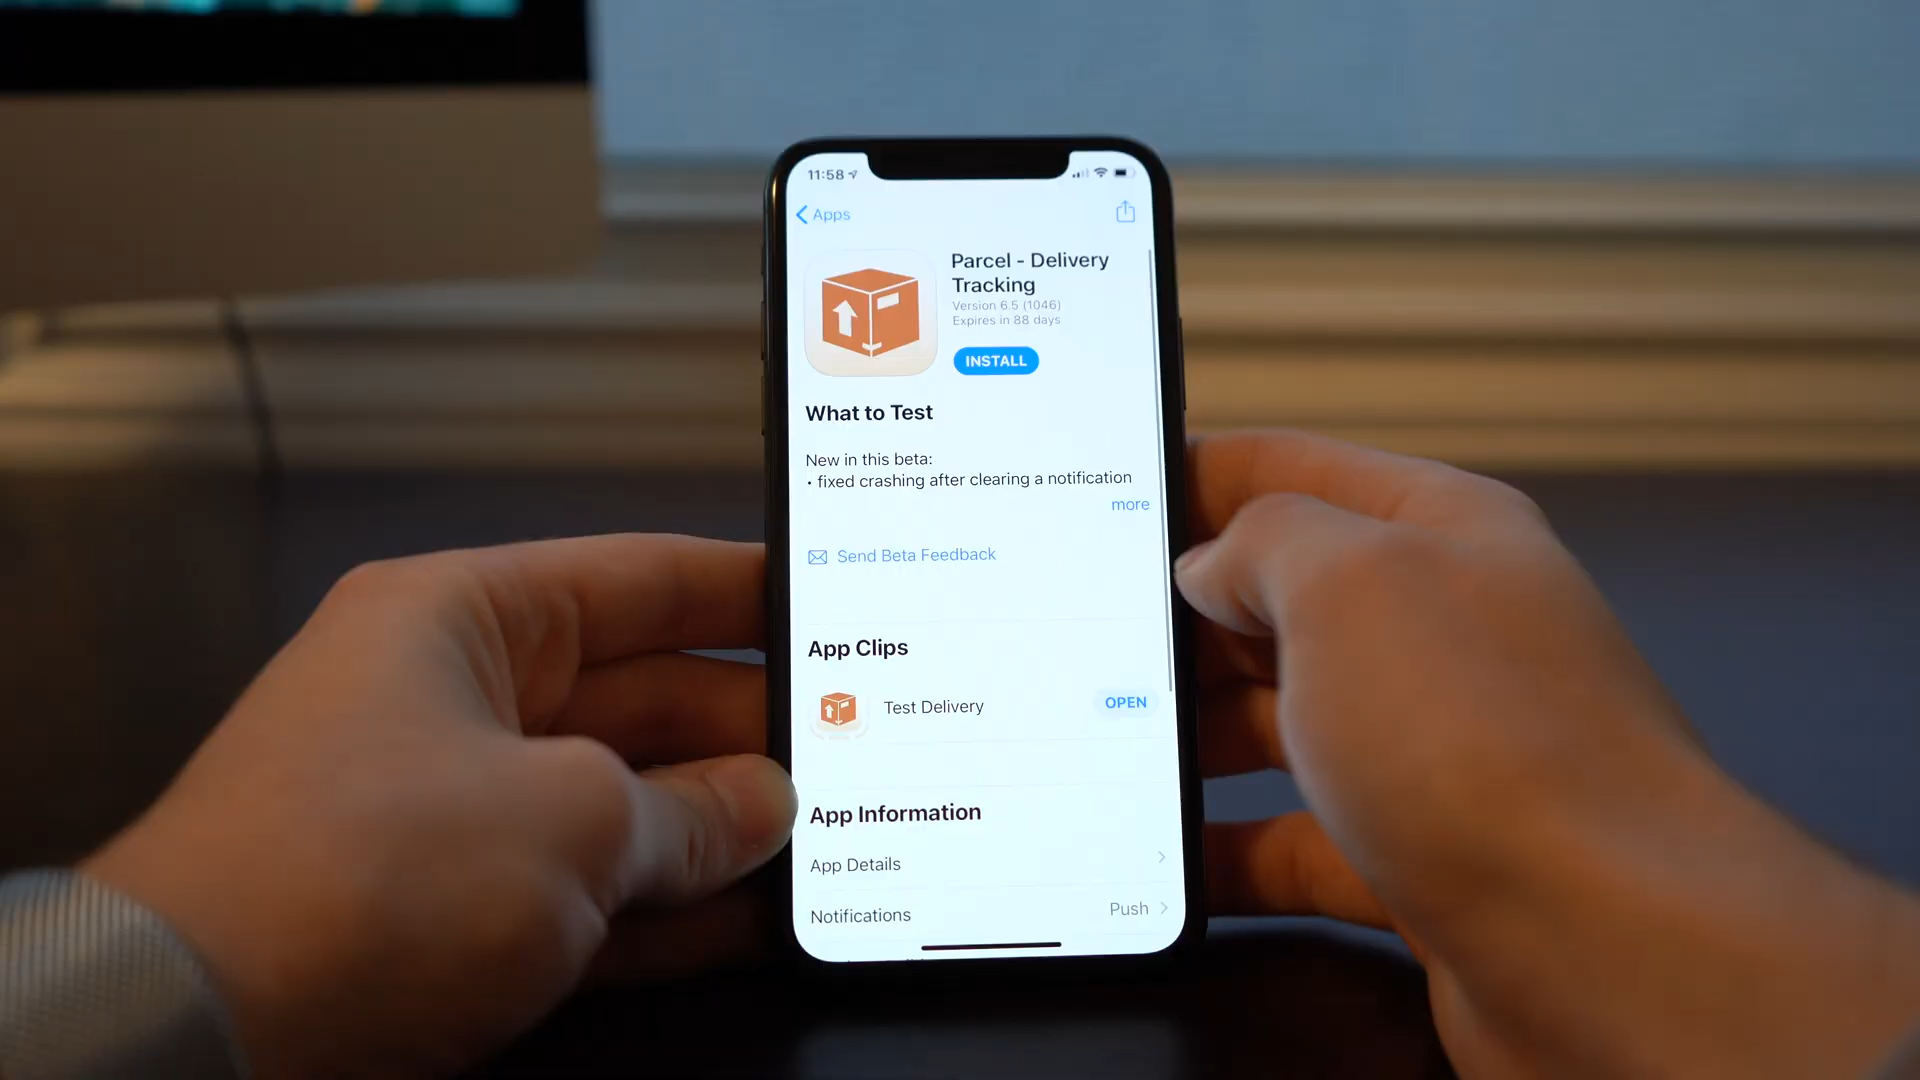 11:58
Apps
Parcel - Delivery
Tracking
Version 6.5 (1046)
Expires in 88 days
INSTALL
What to Test
New in this beta:
• fixed crashing after clearing a notification
more
Send Beta Feedback
App Clips
Test Delivery
OPEN
App Information
App Details
Notifications
Push